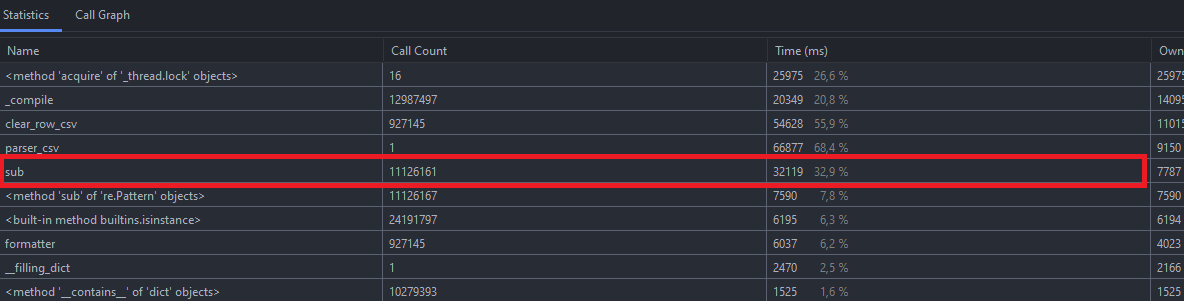 Statistics Call Graph
Name Call Count Time (ms) Own
<method 'acquire' of '_thread.lock' objects> 16 25975 26,6 % 25975
_compile 12987497 20349 20,8 % 14095
clear_row_csv 927145 54628 55,9 % 11015
parser_csv 1 66877 68,4 % 9150
sub 11126161 32119 32,9 % 7787
<method 'sub' of 're.Pattern' objects> 11126167 7590 7,8 % 7590
<built-in method builtins.isinstance> 24191797 6195 6,3 % 6194
formatter 927145 6037 6,2 % 4023
__filling_dict 1 2470 2,5 % 2166
<method '__contains__' of 'dict' objects> 10279393 1525 1,6 % 1525